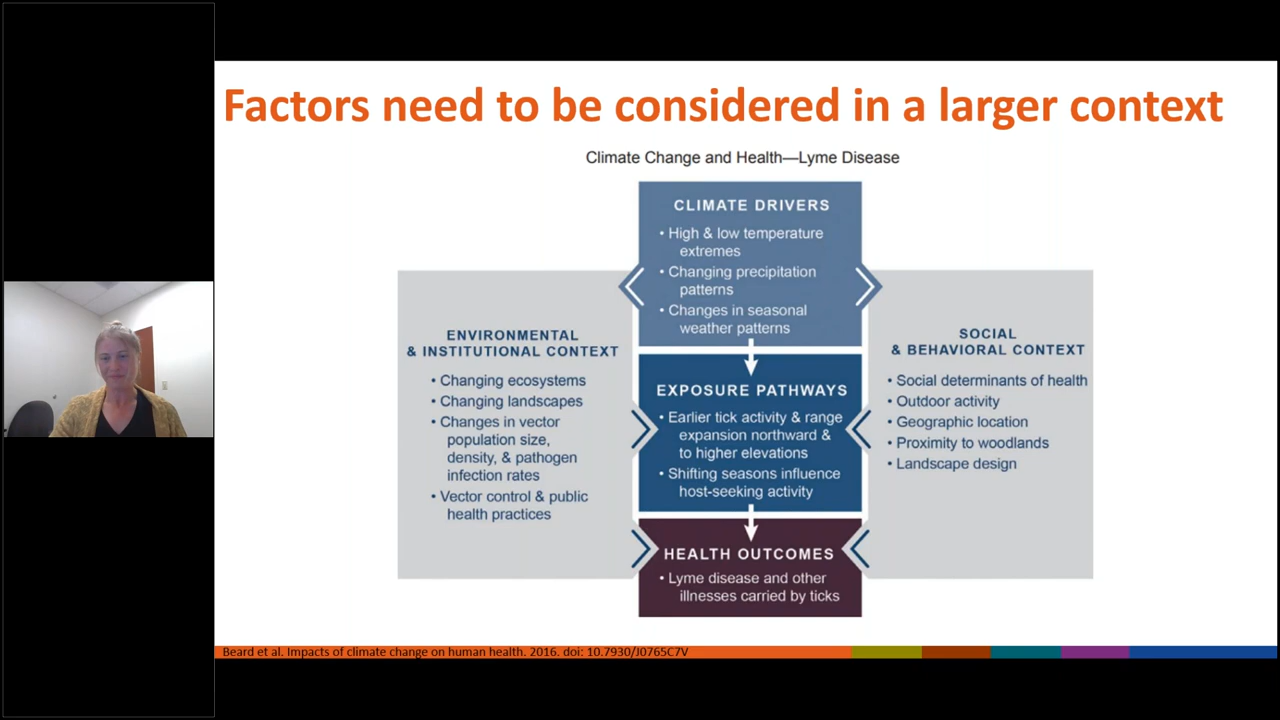 Factors need to be considered in a larger context
Climate Change and Health—Lyme Disease
CLIMATE DRIVERS
• High & low temperature
extremes
• Changing precipitation
patterns
• Changes in seasonal
weather patterns
ENVIRONMENTAL
& INSTITUTIONAL CONTEXT
• Changing ecosystems
• Changing landscapes
• Changes in vector
population size,
density, & pathogen
infection rates
• Vector control & public
health practices
EXPOSURE PATHWAYS
• Earlier tick activity & range
expansion northward &
to higher elevations
• Shifting seasons influence
host-seeking activity
SOCIAL
& BEHAVIORAL CONTEXT
• Social determinants of health
• Outdoor activity
• Geographic location
• Proximity to woodlands
• Landscape design
HEALTH OUTCOMES
• Lyme disease and other
illnesses carried by ticks
Beard et al. Impacts of climate change on human health. 2016. doi: 10.7930/J0765C7V